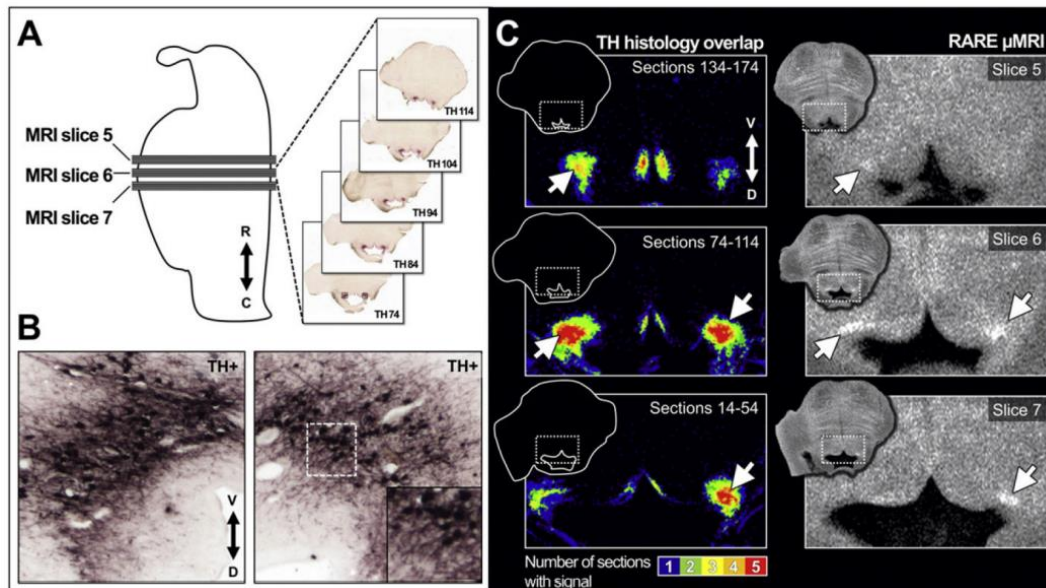 A
MRI slice 5
MRI slice 6
MRI slice 7
R
C
TH 114
TH 104
TH 94
TH 84
TH 74
B
TH+
TH+
V
D
C
TH histology overlap
RARE µMRI
Sections 134-174
Slice 5
V
D
Sections 74-114
Slice 6
Sections 14-54
Slice 7
Number of sections
with signal
1 2 3 4 5